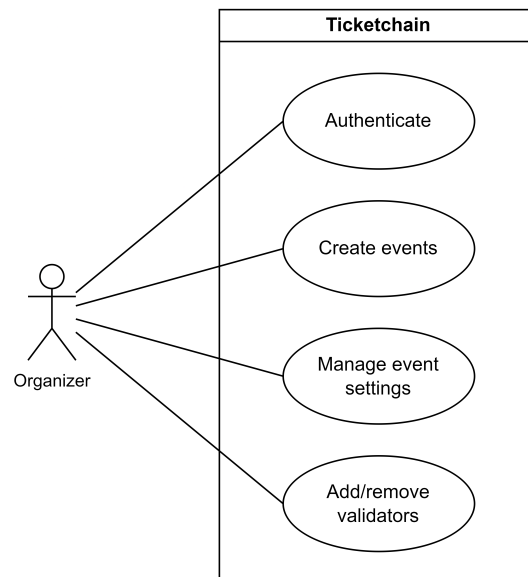 Ticketchain
Authenticate
Create events
Manage event
settings
Organizer
Add/remove
validators